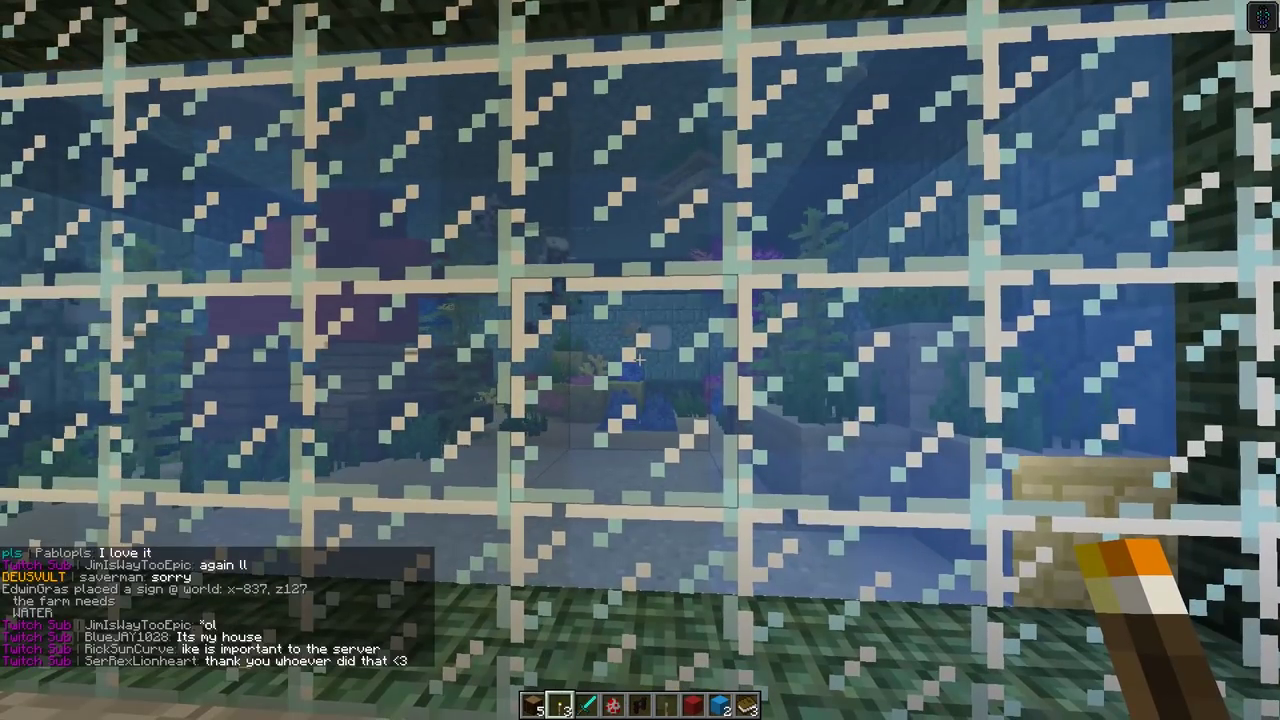 pls | Pablopls: I love it
Twitch Sub | JimIsWayTooEpic: again ll
DEUSVULT | saverman: sorry
EdwinGras placed a sign @ world: x-837, z127
the farm needs
WATER
Twitch Sub | JimIsWayTooEpic: *ol
Twitch Sub | BlueJAY1028: Its my house
Twitch Sub | RickSunCurve: ike is important to the server
Twitch Sub | SerRexLionheart: thank you whoever did that <3
5 3 2 3